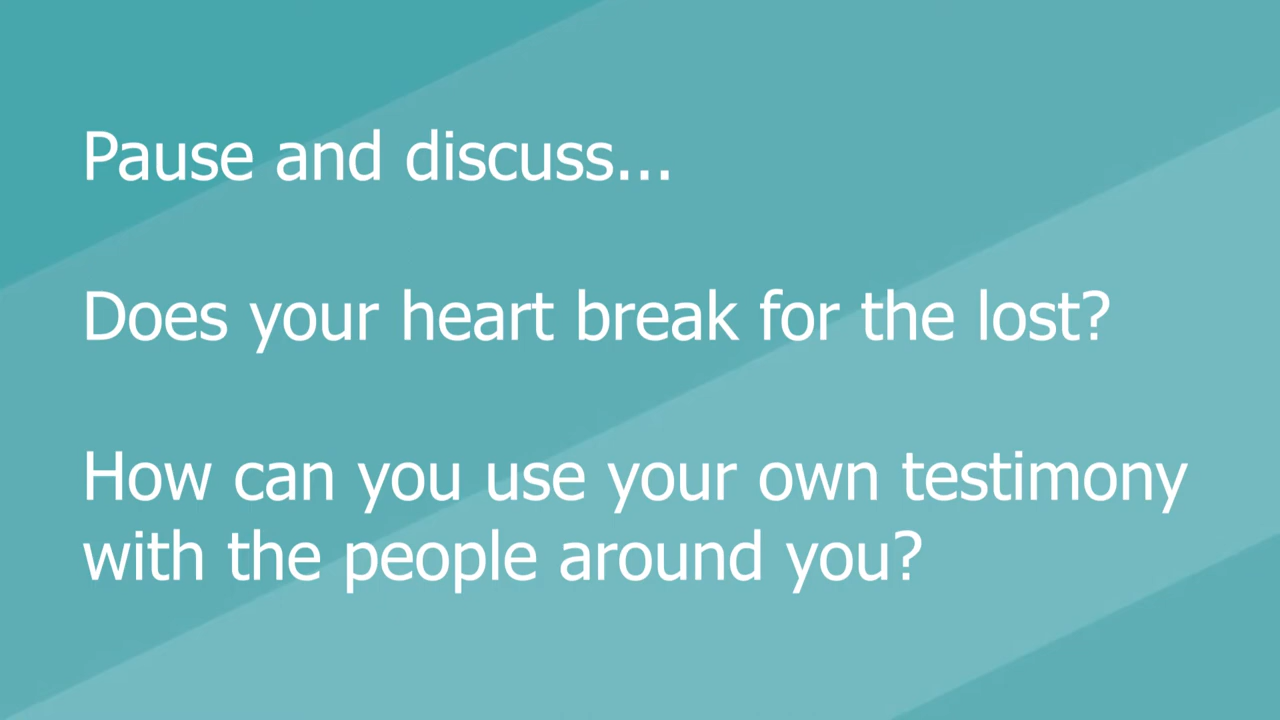 Pause and discuss...
Does your heart break for the lost?
How can you use your own testimony
with the people around you?